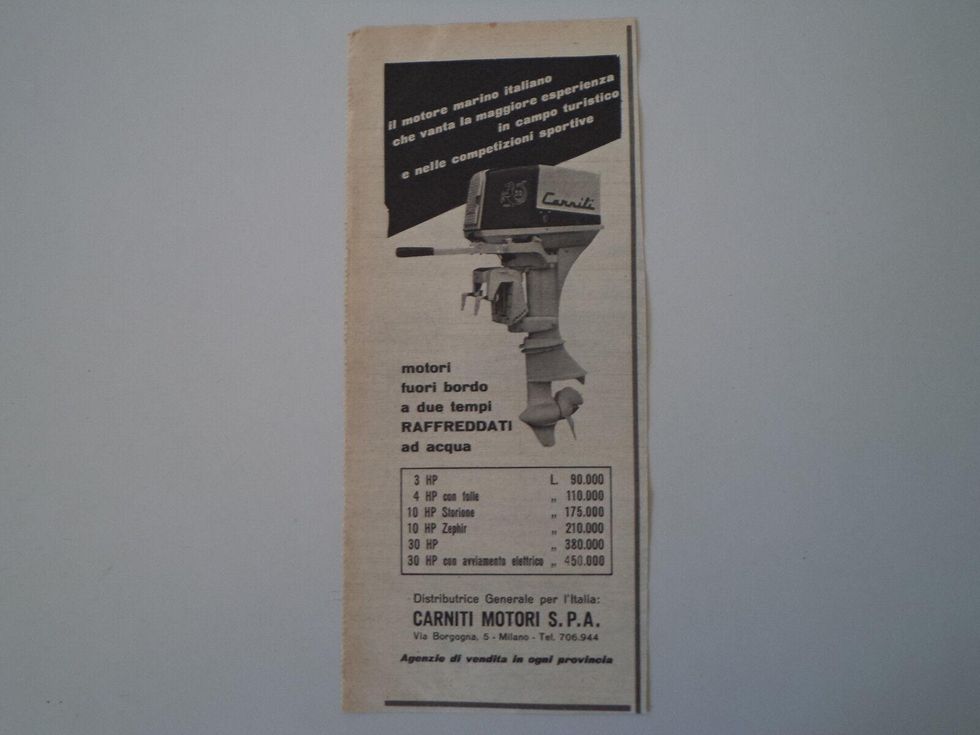 il motore marino italiano
che vanta la maggiore esperienza
in campo turistico
e nelle competizioni sportive
Carniti
motori
fuori bordo
a due tempi
RAFFREDDATI
ad acqua
3 HP L. 90.000
4 HP con folle „ 110.000
10 HP Storione „ 175.000
10 HP Zephir „ 210.000
30 HP „ 380.000
30 HP con avviamento elettrico „ 450.000
Distributrice Generale per l'Italia:
CARNITI MOTORI S.P.A.
Via Borgogna, 5 - Milano - Tel. 706.944
Agenzie di vendita in ogni provincia